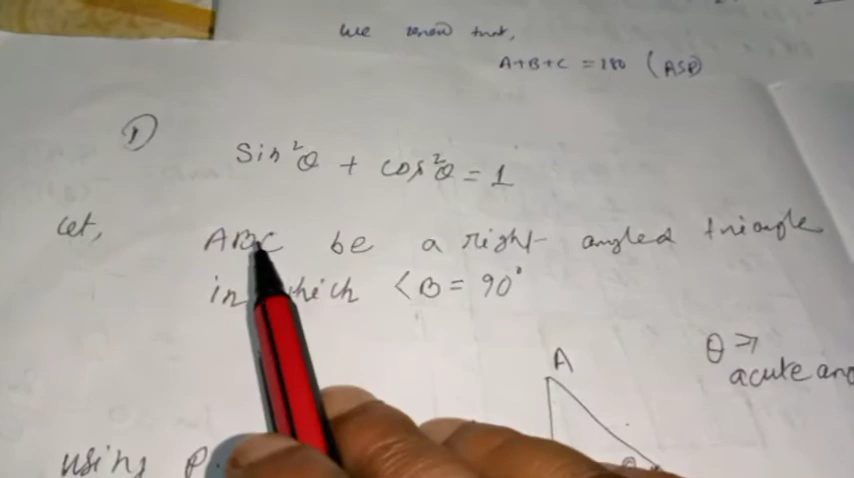 We know that,
A+B+C = 180 (ASP)
1)
Sin²θ + cos²θ = 1
Let,
ABC be a right angled triangle
in which <B = 90°
θ ⇒
acute
A
using